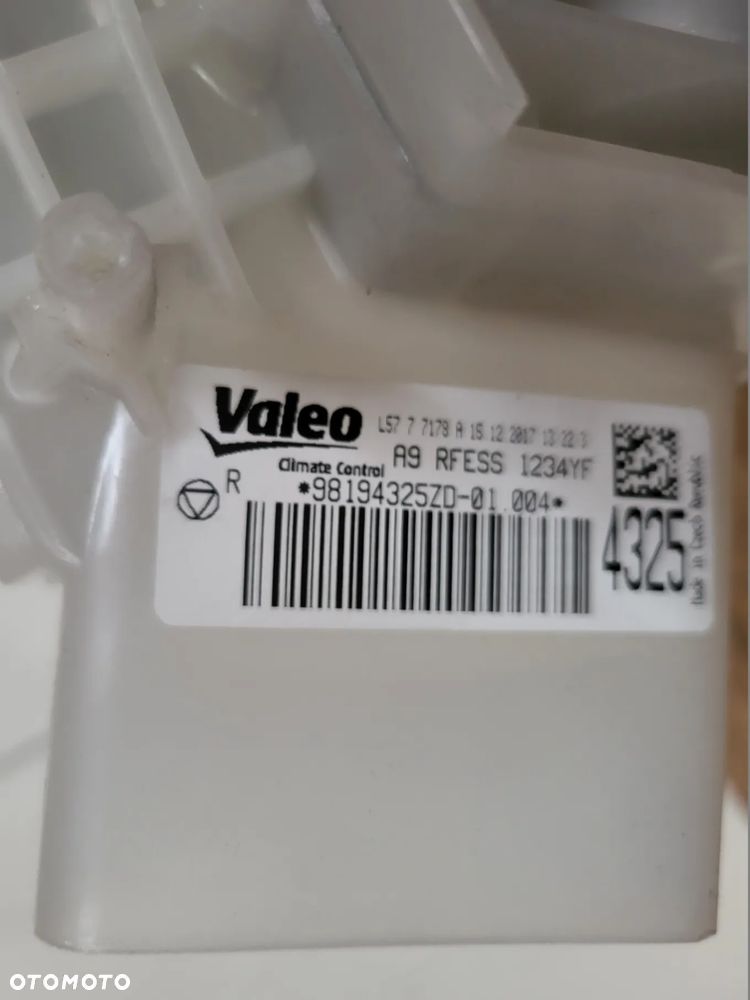 Valeo
L57 7 7178 A 15 12 2017 13 22 3
Climate Control
A9 RFESS 1234YF
R
*98194325ZD-01.004*
4325
Made in Czech Republic
OTOMOTO